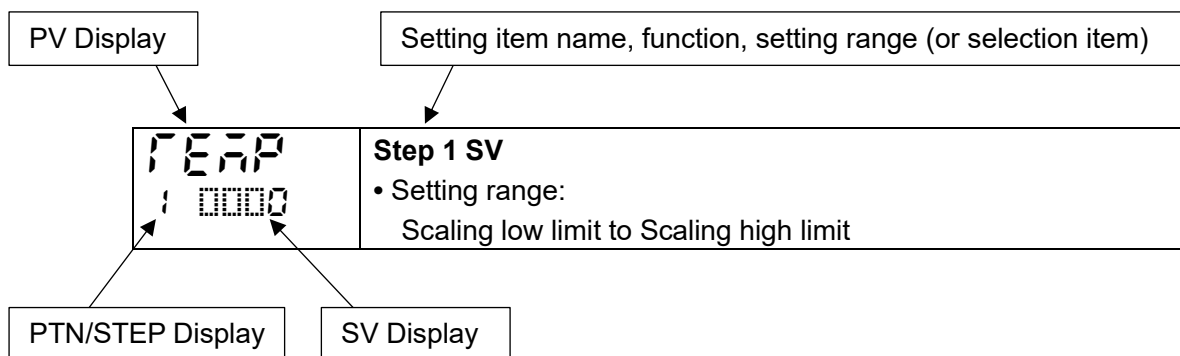 PV Display
Setting item name, function, setting range (or selection item)
TEMP
Step 1 SV
• Setting range:
1 0000
Scaling low limit to Scaling high limit
PTN/STEP Display
SV Display